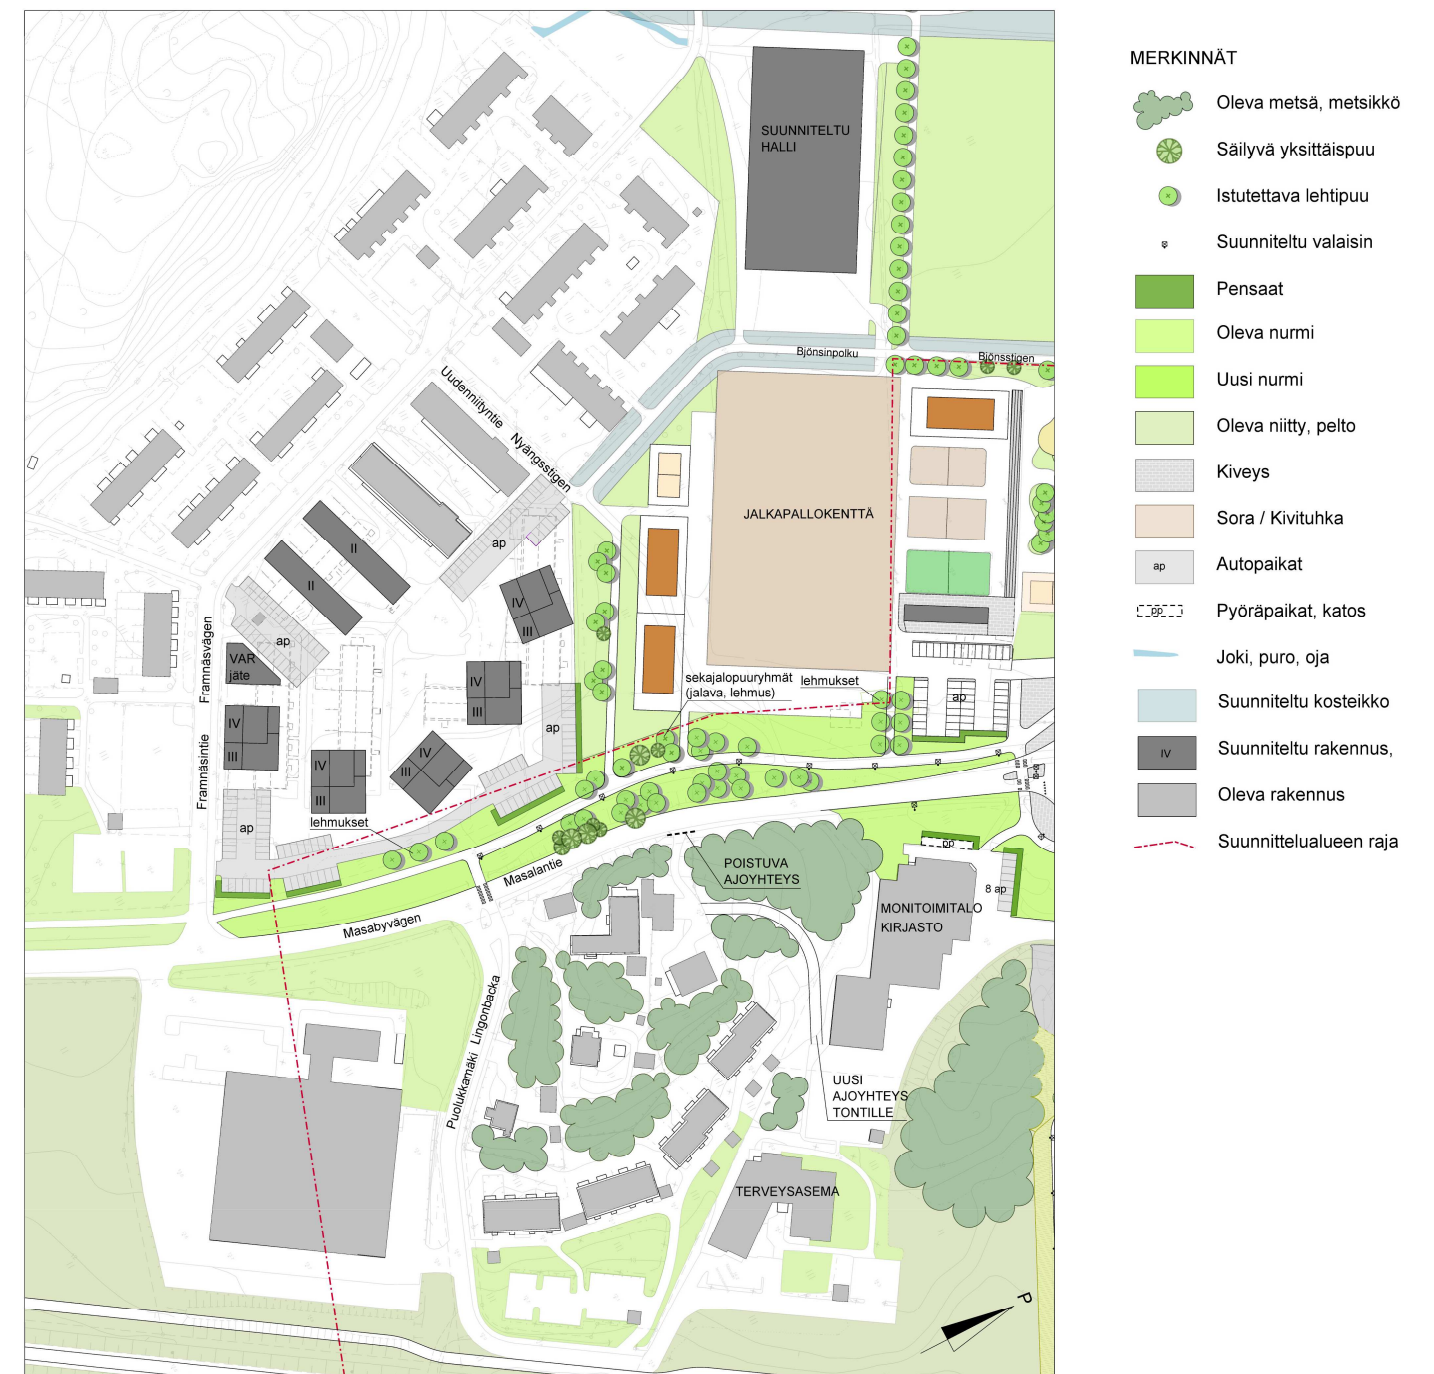 SUUNNITELTU
HALLI
Bjönsinpolku
Bjönsstigen
Uudenniityntie
Nyängsstigen
JALKAPALLOKENTTÄ
ap
II
II
IV
III
ap
Framnäsvägen
VAR
jäte
IV
III
sekajalopuuryhmät
(jalava, lehmus)
lehmukset
ap
ap
IV
III
IV
III
IV
III
Framnäsintie
ap
lehmukset
Masalantie
Masabyvägen
POISTUVA
AJOYHTEYS
pp
8 ap
MONITOIMITALO
KIRJASTO
Puolukkamäki Lingonbacka
UUSI
AJOYHTEYS
TONTILLE
TERVEYSASEMA
P
MERKINNÄT
Oleva metsä, metsikkö
Säilyvä yksittäispuu
Istutettava lehtipuu
Suunniteltu valaisin
Pensaat
Oleva nurmi
Uusi nurmi
Oleva niitty, pelto
Kiveys
Sora / Kivituhka
ap Autopaikat
pp Pyöräpaikat, katos
Joki, puro, oja
Suunniteltu kosteikko
IV Suunniteltu rakennus,
Oleva rakennus
Suunnittelualueen raja